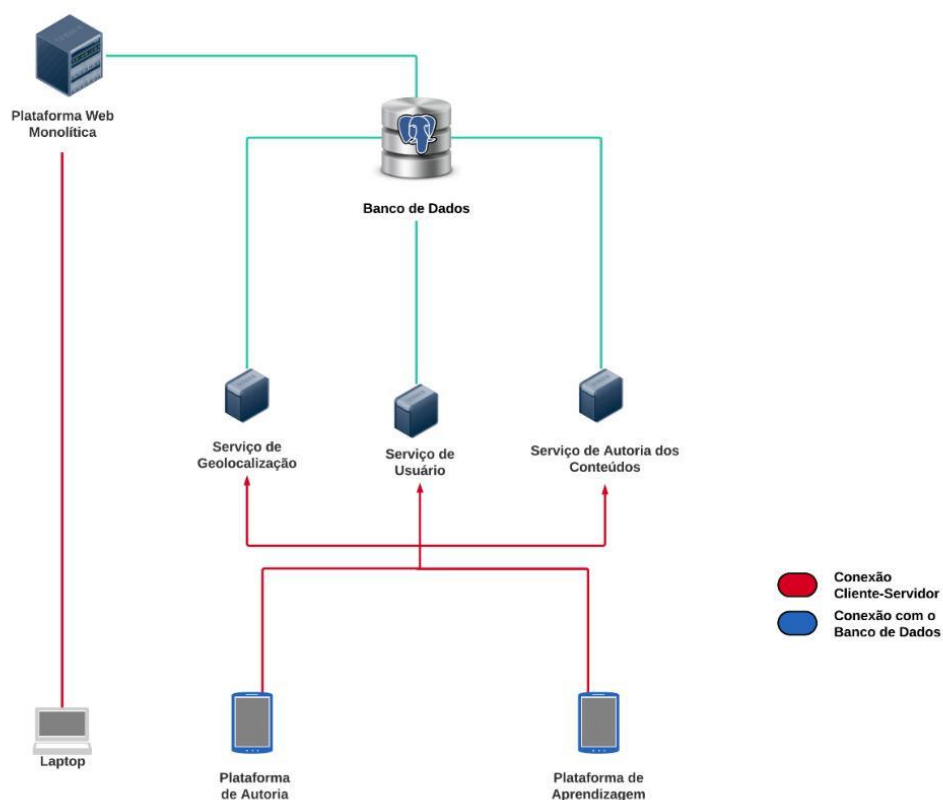 Plataforma Web
Monolítica
Banco de Dados
Serviço de
Geolocalização
Serviço de
Usuário
Serviço de Autoria dos
Conteúdos
Conexão
Cliente-Servidor
Conexão com o
Banco de Dados
Laptop
Plataforma
de Autoria
Plataforma de
Aprendizagem